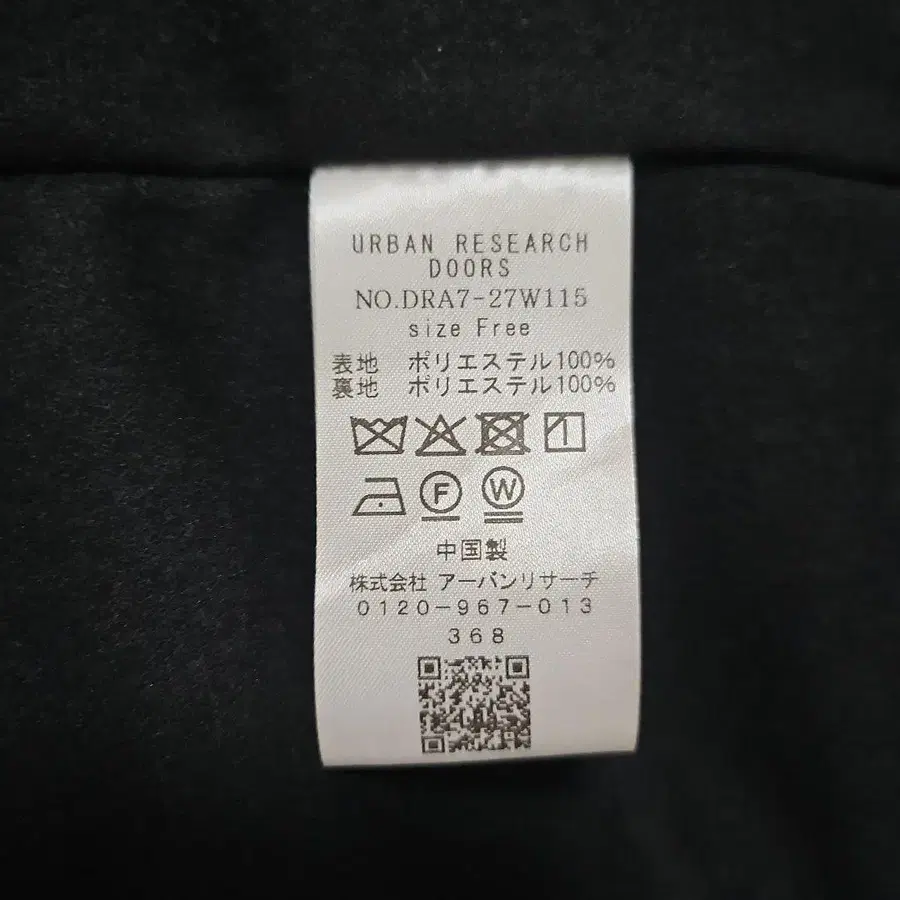 URBAN RESEARCH
DOORS
NO.DRA7-27W115
size Free
表地 ポリエステル100%
裏地 ポリエステル100%
F W
中国製
株式会社 アーバンリサーチ
0120-967-013
368